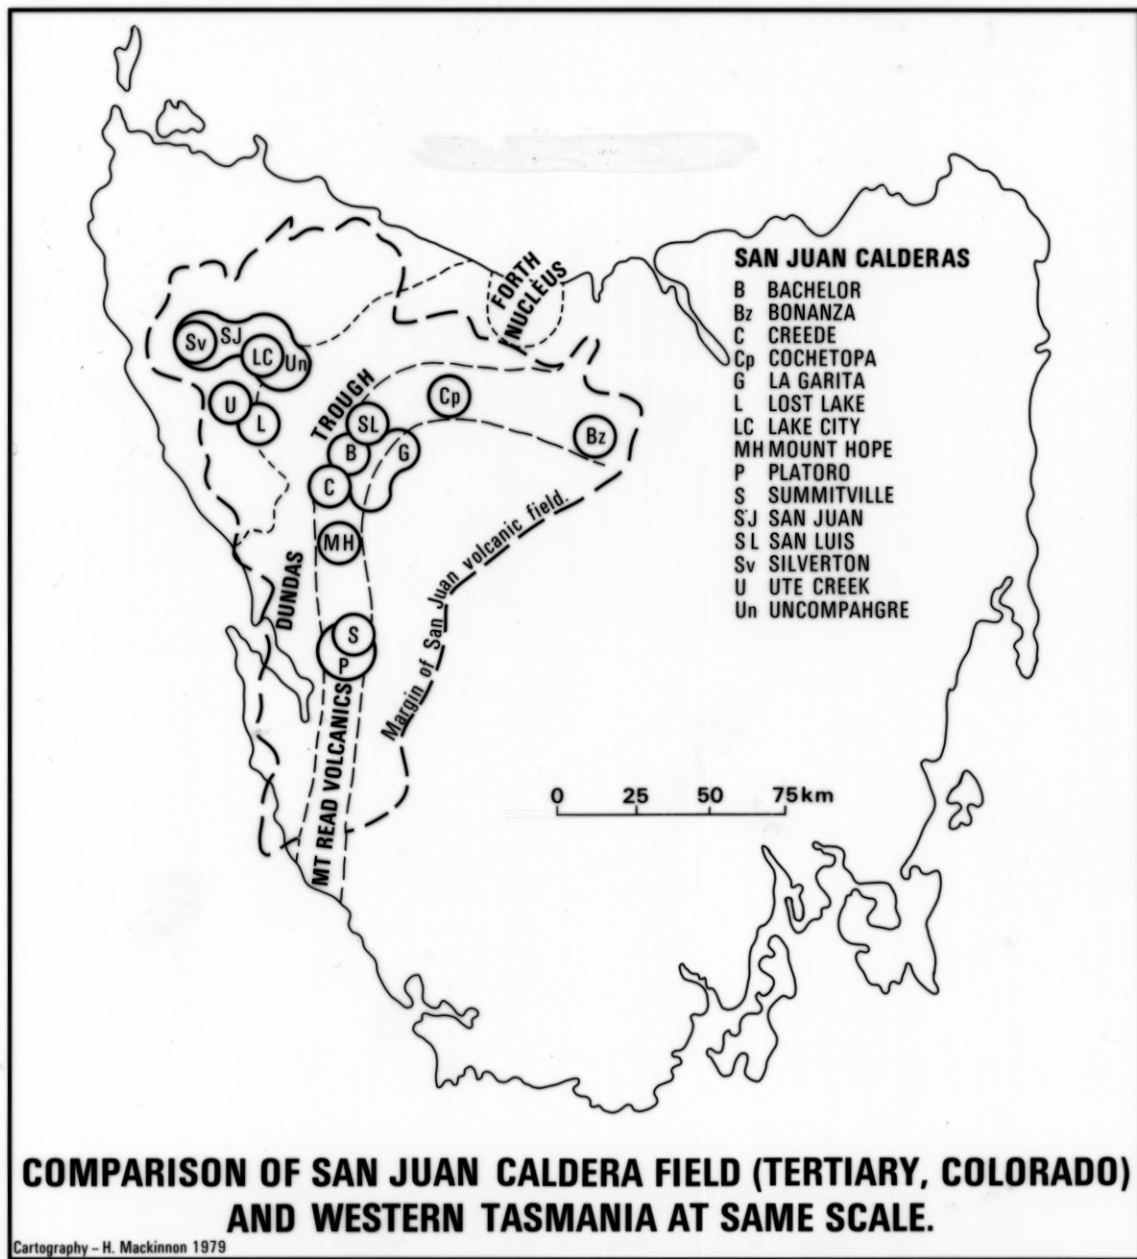 FORTH
NUCLEUS
SAN JUAN CALDERAS
B BACHELOR
Bz BONANZA
C CREEDE
Cp COCHETOPA
G LA GARITA
L LOST LAKE
LC LAKE CITY
MH MOUNT HOPE
P PLATORO
S SUMMITVILLE
SJ SAN JUAN
SL SAN LUIS
Sv SILVERTON
U UTE CREEK
Un UNCOMPAHGRE
Sv
SJ
LC
Un
U
L
TROUGH
Cp
SL
B
G
Bz
C
MH
DUNDAS
S
P
Margin of San Juan volcanic field.
MT READ VOLCANICS
0 25 50 75km
COMPARISON OF SAN JUAN CALDERA FIELD (TERTIARY, COLORADO)
AND WESTERN TASMANIA AT SAME SCALE.
Cartography – H. Mackinnon 1979